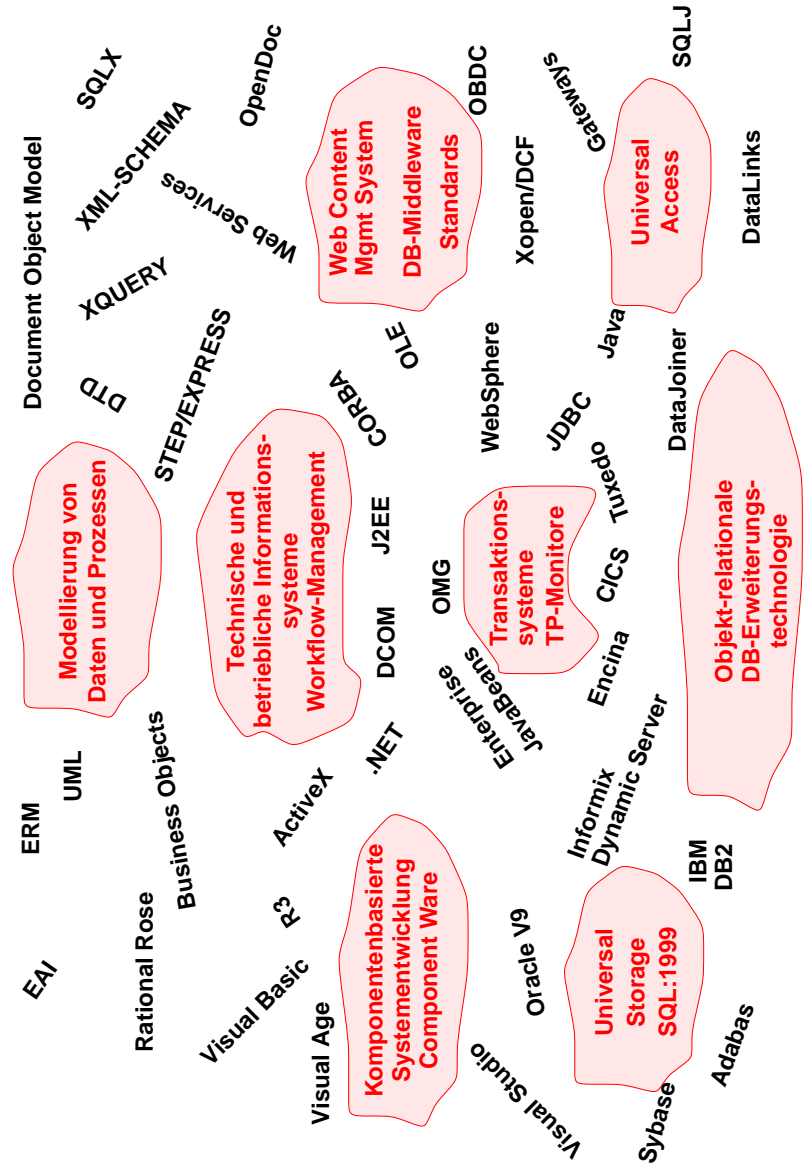 EAI
ERM
UML
Modellierung von
Daten und Prozessen
Document Object Model
DTD
XQUERY
XML-SCHEMA
SQLX
Rational Rose
Business Objects
STEP/EXPRESS
Web Services
OpenDoc
Visual Basic
R3
ActiveX
Technische und
betriebliche Informations-
systeme
Workflow-Management
CORBA
OLE
Web Content
Mgmt System
DB-Middleware
Standards
Visual Age
Komponentenbasierte
Systementwicklung
Component Ware
.NET
DCOM
J2EE
OMG
WebSphere
OBDC
Xopen/DCF
Enterprise
JavaBeans
Transaktions-
systeme
TP-Monitore
JDBC
Gateways
Visual Studio
Oracle V9
Encina
CICS
Tuxedo
Java
Universal
Access
SQLJ
Universal
Storage
SQL:1999
Informix
Dynamic Server
DataJoiner
DataLinks
Sybase
Adabas
IBM
DB2
Objekt-relationale
DB-Erweiterungs-
technologie